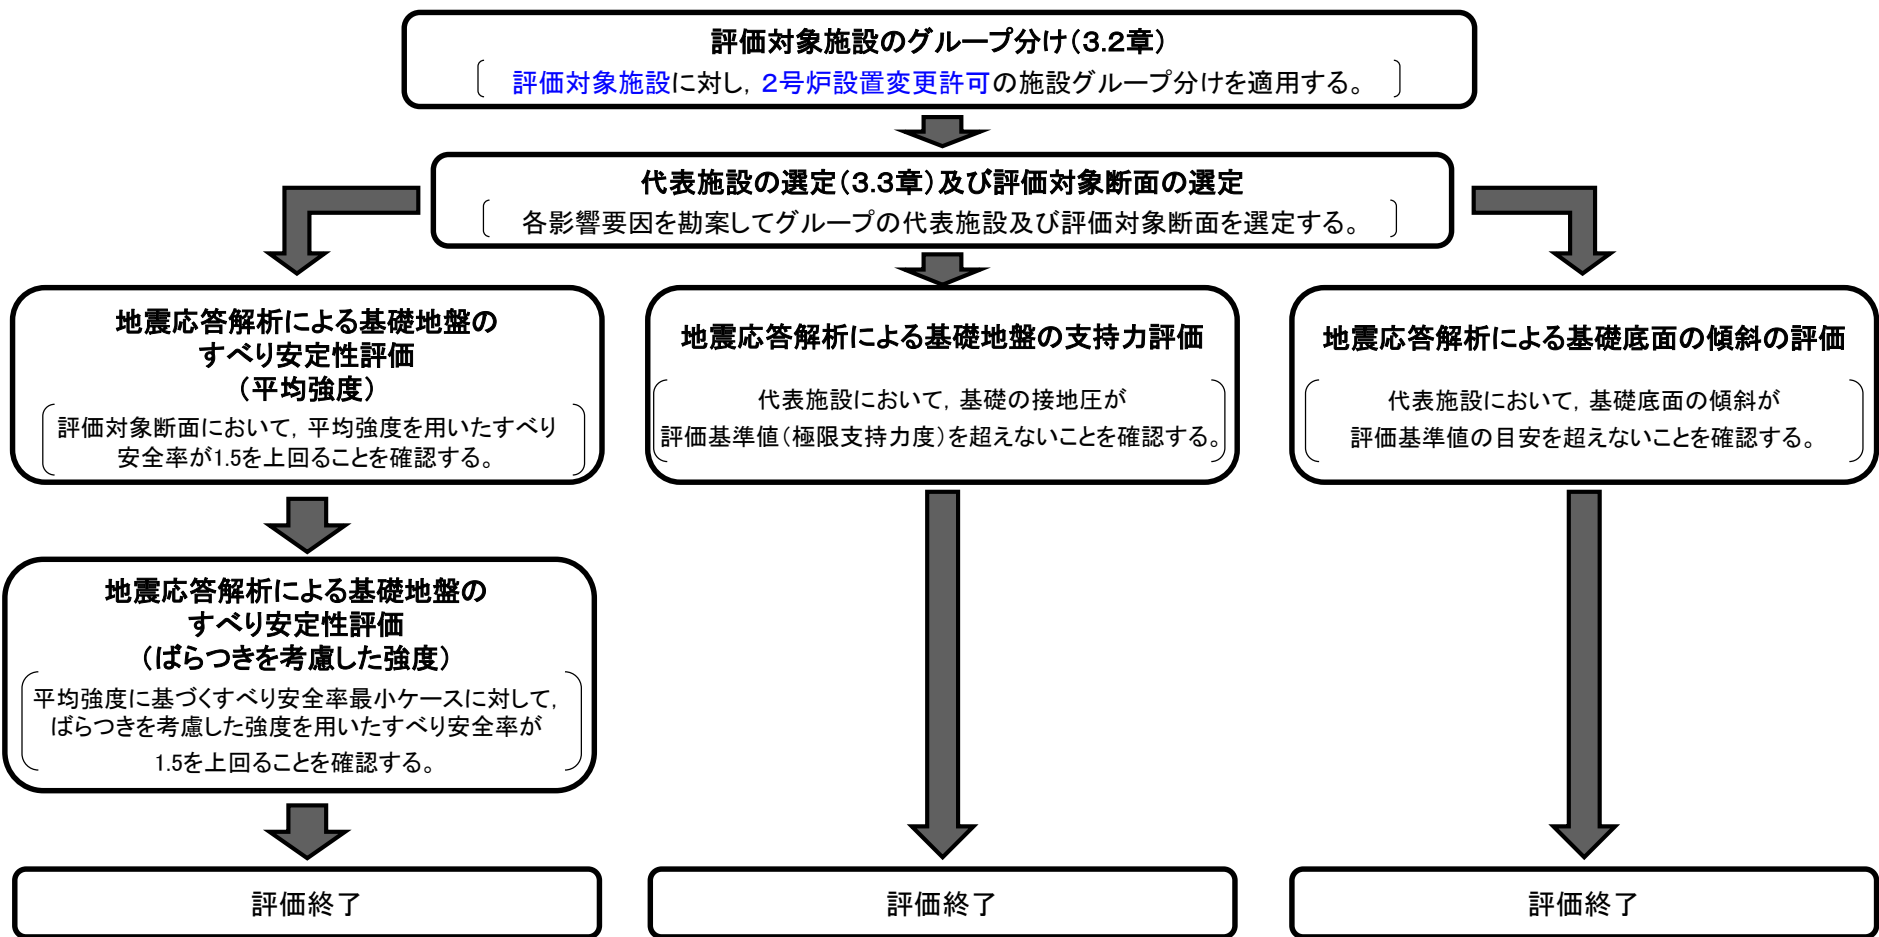 評価対象施設のグループ分け（3.2章）
評価対象施設に対し，２号炉設置変更許可の施設グループ分けを適用する。
代表施設の選定（3.3章）及び評価対象断面の選定
各影響要因を勘案してグループの代表施設及び評価対象断面を選定する。
地震応答解析による基礎地盤の
すべり安定性評価
（平均強度）
評価対象断面において，平均強度を用いたすべり
安全率が1.5を上回ることを確認する。
地震応答解析による基礎地盤の支持力評価
代表施設において，基礎の接地圧が
評価基準値（極限支持力度）を超えないことを確認する。
地震応答解析による基礎底面の傾斜の評価
代表施設において，基礎底面の傾斜が
評価基準値の目安を超えないことを確認する。
地震応答解析による基礎地盤の
すべり安定性評価
（ばらつきを考慮した強度）
平均強度に基づくすべり安全率最小ケースに対して，
ばらつきを考慮した強度を用いたすべり安全率が
1.5を上回ることを確認する。
評価終了
評価終了
評価終了